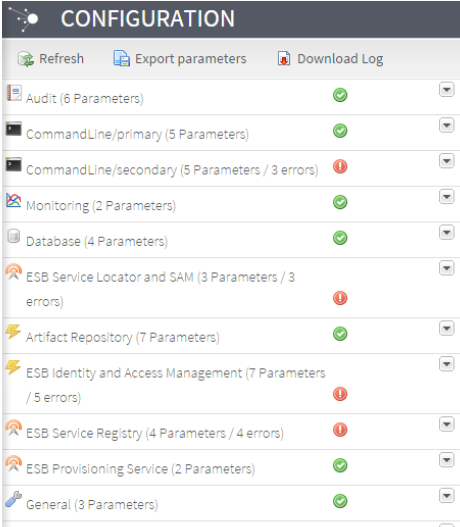 CONFIGURATION
Refresh Export parameters Download Log
Audit (6 Parameters)
CommandLine/primary (5 Parameters)
CommandLine/secondary (5 Parameters / 3 errors)
Monitoring (2 Parameters)
Database (4 Parameters)
ESB Service Locator and SAM (3 Parameters / 3
errors)
Artifact Repository (7 Parameters)
ESB Identity and Access Management (7 Parameters
/ 5 errors)
ESB Service Registry (4 Parameters / 4 errors)
ESB Provisioning Service (2 Parameters)
General (3 Parameters)